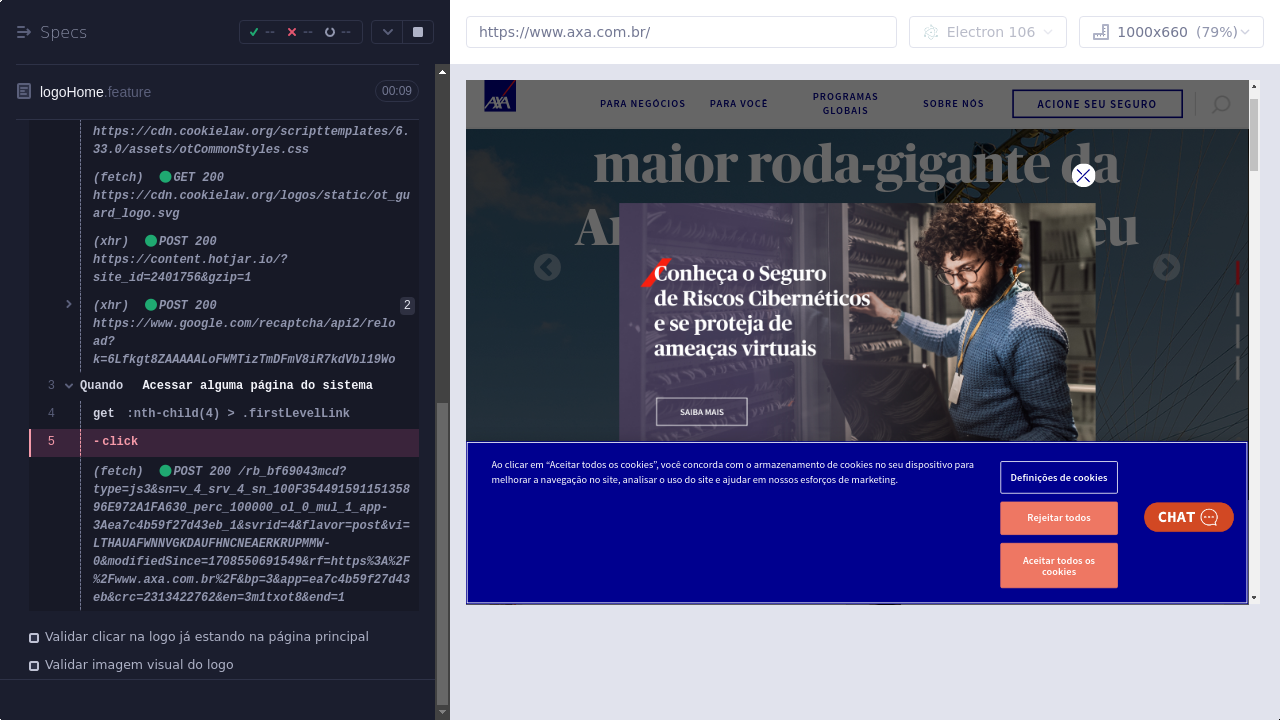 Specs
--
--
--
https://www.axa.com.br/
Electron 106
1000x660 (79%)
logoHome.feature
00:09
https://cdn.cookielaw.org/scripttemplates/6.
33.0/assets/otCommonStyles.css
(fetch) GET 200
https://cdn.cookielaw.org/logos/static/ot_gu
ard_logo.svg
(xhr) POST 200
https://content.hotjar.io/?
site_id=2401756&gzip=1
(xhr) POST 200
2
https://www.google.com/recaptcha/api2/relo
ad?
k=6Lfkgt8ZAAAAALoFWMTizTmDFmV8iR7kdVbl19Wo
3 Quando Acessar alguma página do sistema
4 get :nth-child(4) > .firstLevelLink
5 -click
(fetch) POST 200 /rb_bf69043mcd?
type=js3&sn=v_4_srv_4_sn_100F354491591101358
96E972A1FA630_perc_100000_ol_0_mul_1_app-
3Aea7c4b59f27d43eb_1&svrid=4&flavor=post&vi=
LTHAUAFWNNVGKDAUFHNCNEAERKRUPMMW-
0&modifiedSince=1708550691549&rf=https%3A%2F
%2Fwww.axa.com.br%2F&bp=3&app=ea7c4b59f27d43
eb&crc=2313422762&en=3m1txot8&end=1
Validar clicar na logo já estando na página principal
Validar imagem visual do logo
AXA
PARA NEGÓCIOS
PARA VOCÊ
PROGRAMAS
GLOBAIS
SOBRE NÓS
ACIONE SEU SEGURO
maior roda-gigante da
eu
Conheça o Seguro
de Riscos Cibernéticos
e se proteja de
ameaças virtuais
SAIBA MAIS
Ao clicar em “Aceitar todos os cookies”, você concorda com o armazenamento de cookies no seu dispositivo para
melhorar a navegação no site, analisar o uso do site e ajudar em nossos esforços de marketing.
Definições de cookies
Rejeitar todos
Aceitar todos os
cookies
CHAT